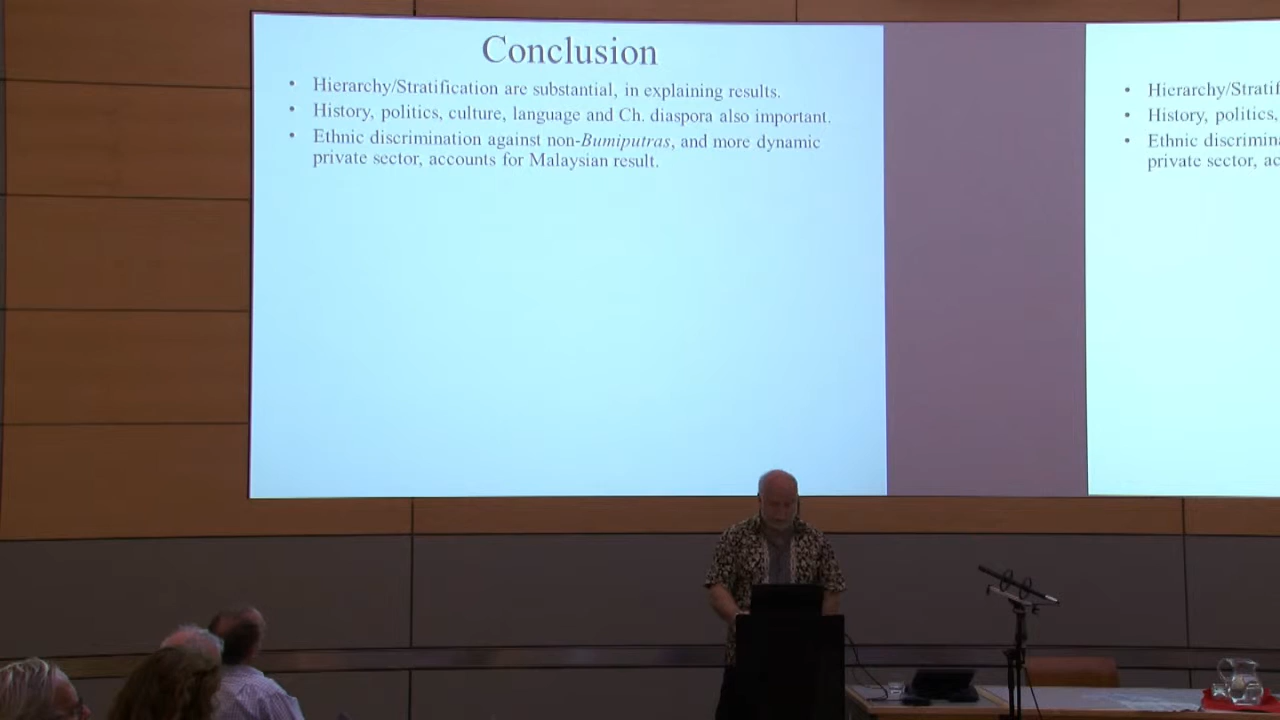 Conclusion
• Hierarchy/Stratification are substantial, in explaining results.
• History, politics, culture, language and Ch. diaspora also important.
• Ethnic discrimination against non-Bumiputras, and more dynamic
private sector, accounts for Malaysian result.
• Hierarchy/Stratif
• History, politics,
• Ethnic discrimin
private sector, ac